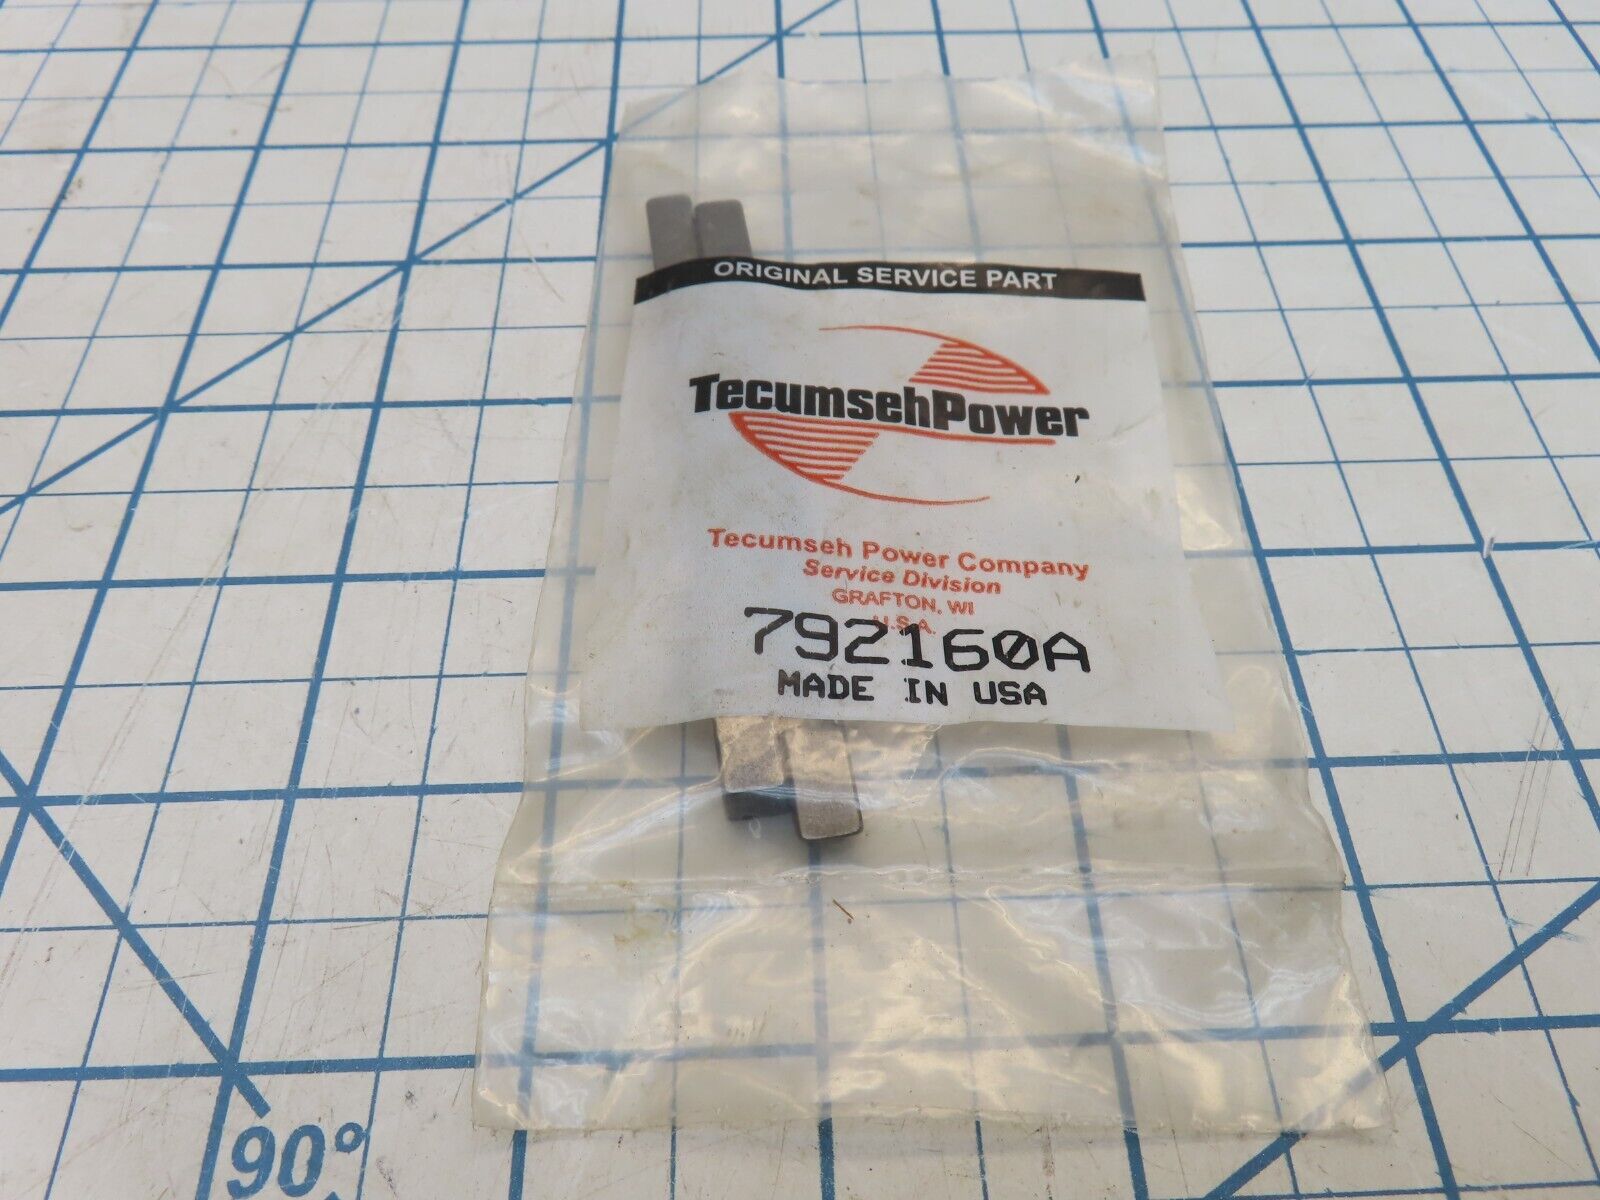 ORIGINAL SERVICE PART
TecumsehPower
Tecumseh Power Company
Service Division
GRAFTON, WI
U.S.A.
792160A
MADE IN USA
90°